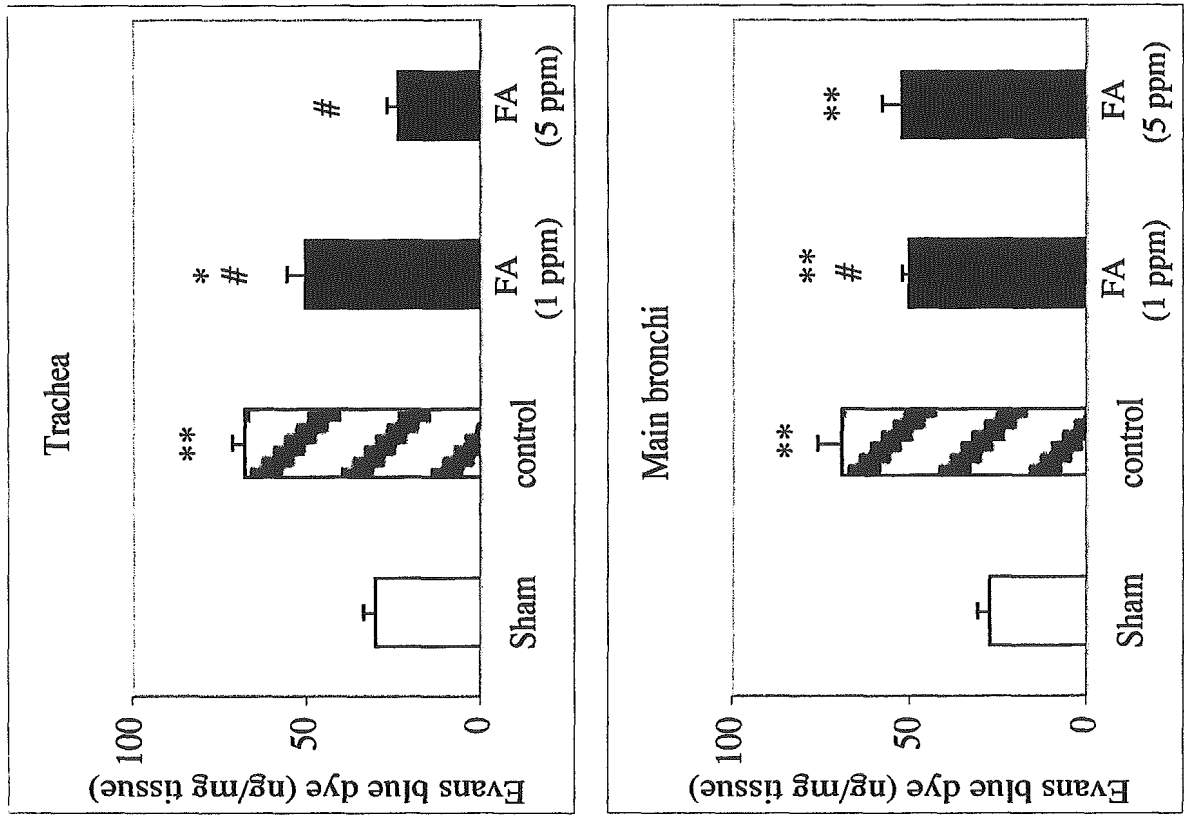 Trachea
Evans blue dye (ng/mg tissue)
100
50
0
**
*
#
#
Sham
control
FA
(1 ppm)
FA
(5 ppm)
Main bronchi
Evans blue dye (ng/mg tissue)
100
50
0
**
**
#
**
Sham
control
FA
(1 ppm)
FA
(5 ppm)